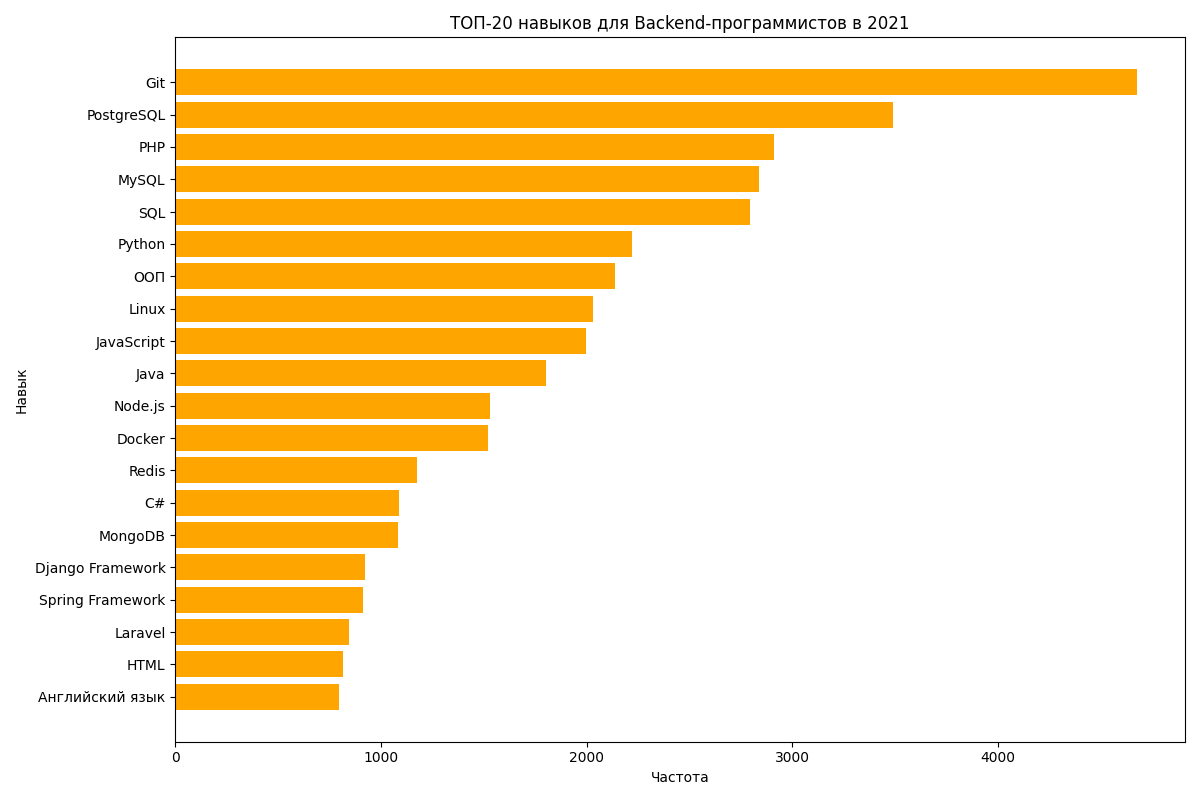 ТОП-20 навыков для Backend-программистов в 2021
Навык
Git
PostgreSQL
PHP
MySQL
SQL
Python
ООП
Linux
JavaScript
Java
Node.js
Docker
Redis
C#
MongoDB
Django Framework
Spring Framework
Laravel
HTML
Английский язык
0 1000 2000 3000 4000
Частота